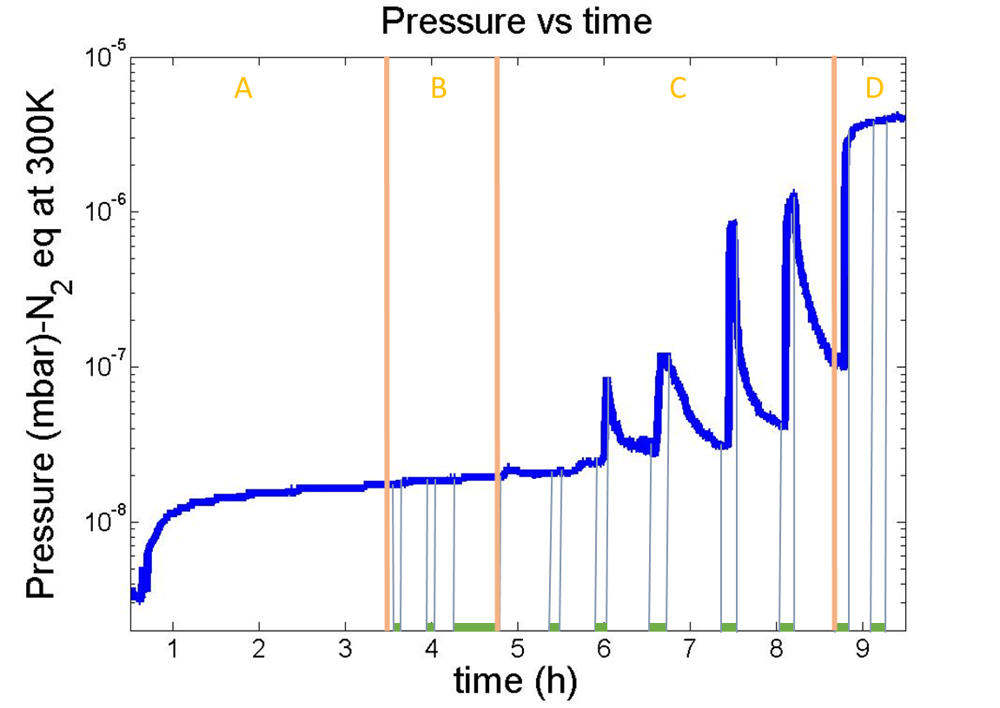 Pressure vs time
Pressure (mbar)-N2 eq at 300K
10-5
10-6
10-7
10-8
A B C D
1 2 3 4 5 6 7 8 9
time (h)